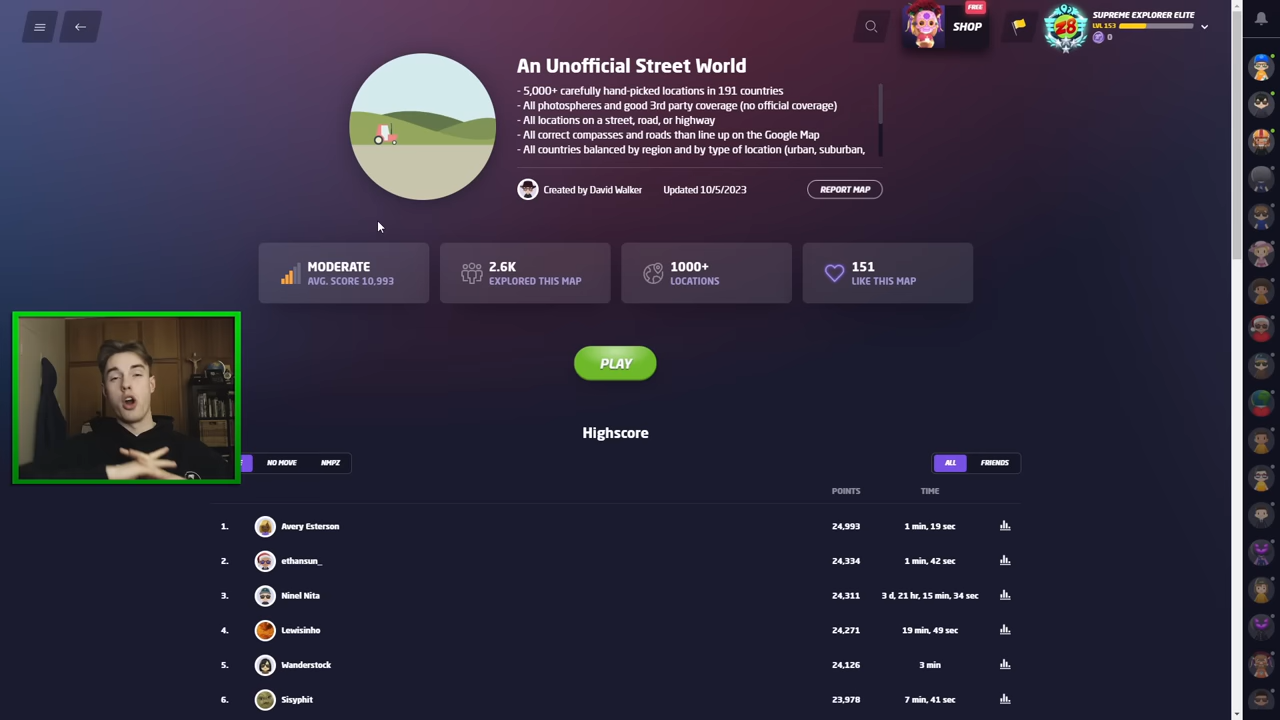 FREE
SHOP
Z8
SUPREME EXPLORER ELITE
LVL 153
0
An Unofficial Street World
- 5,000+ carefully hand-picked locations in 191 countries
- All photospheres and good 3rd party coverage (no official coverage)
- All locations on a street, road, or highway
- All correct compasses and roads than line up on the Google Map
- All countries balanced by region and by type of location (urban, suburban,
Created by David Walker Updated 10/5/2023 REPORT MAP
MODERATE
AVG. SCORE 10,993
2.6K
EXPLORED THIS MAP
1000+
LOCATIONS
151
LIKE THIS MAP
PLAY
Highscore
NO MOVE NMPZ ALL FRIENDS
POINTS TIME
1. Avery Esterson 24,993 1 min, 19 sec
2. ethansun_ 24,334 1 min, 42 sec
3. Ninel Nita 24,311 3 d, 21 hr, 15 min, 34 sec
4. Lewisinho 24,271 19 min, 49 sec
5. Wanderstock 24,126 3 min
6. Sisyphit 23,978 7 min, 41 sec